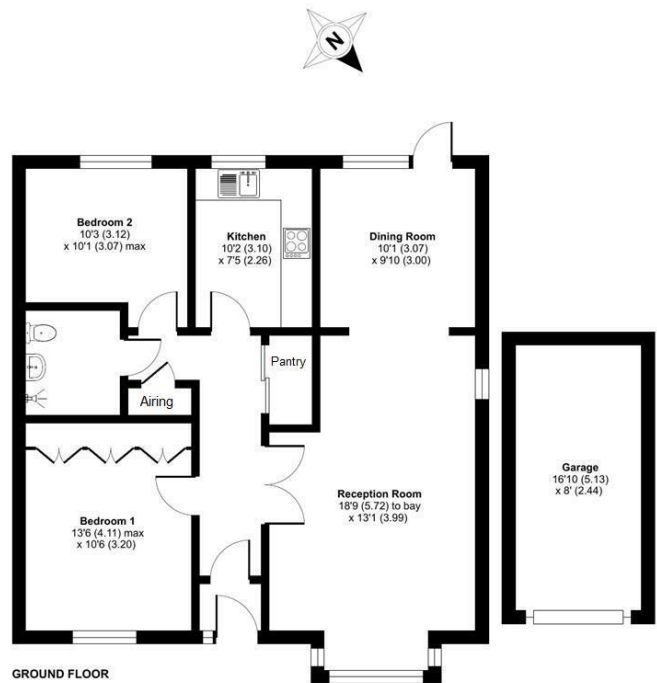 N
Bedroom 2
10'3 (3.12)
x 10'1 (3.07) max
Kitchen
10'2 (3.10)
x 7'5 (2.26)
Dining Room
10'1 (3.07)
x 9'10 (3.00)
Pantry
Airing
Garage
16'10 (5.13)
x 8' (2.44)
Reception Room
18'9 (5.72) to bay
x 13'1 (3.99)
Bedroom 1
13'6 (4.11) max
x 10'6 (3.20)
GROUND FLOOR